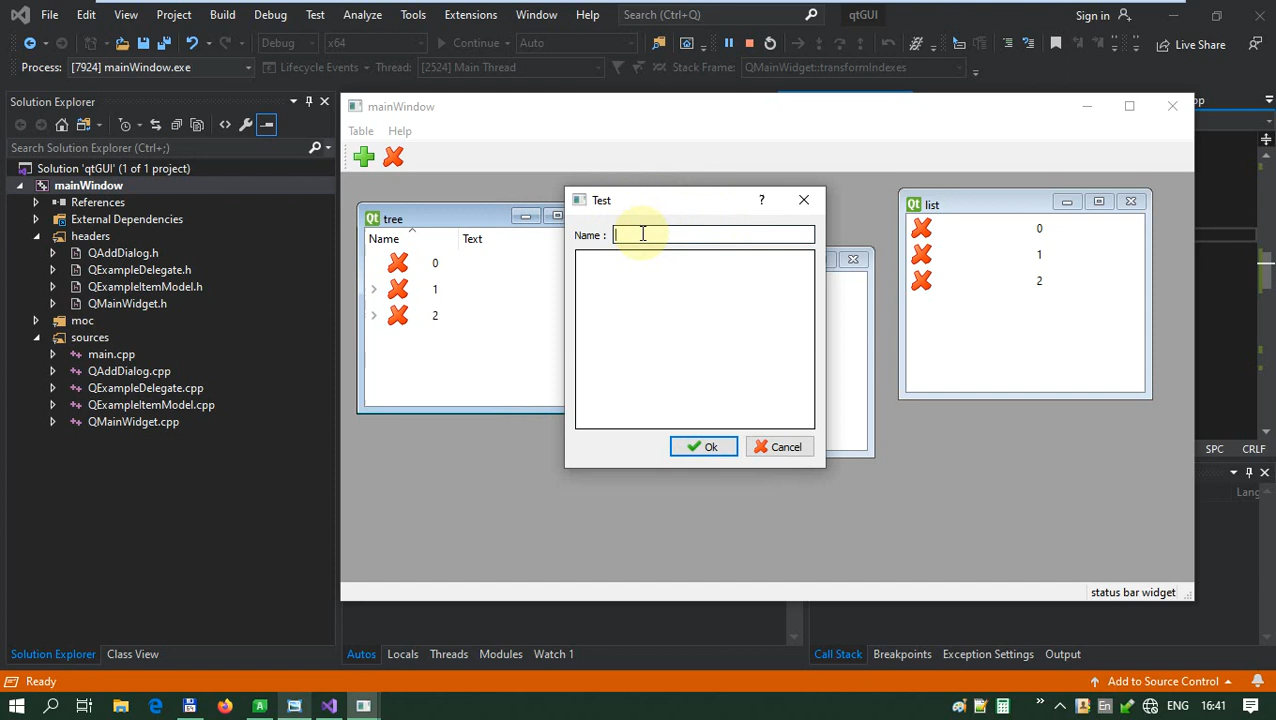 File Edit View Project Build Debug Test Analyze Tools Extensions Window Help Search (Ctrl+Q) qtGUI Sign in
Debug x64 Continue Auto Live Share
Process: [7924] mainWindow.exe Lifecycle Events Thread: [2524] Main Thread Stack Frame: QMainWidget::transformIndexes
Solution Explorer
Search Solution Explorer (Ctrl+;)
Solution 'qtGUI' (1 of 1 project)
mainWindow
References
External Dependencies
headers
QAddDialog.h
QExampleDelegate.h
QExampleItemModel.h
QMainWidget.h
moc
sources
main.cpp
QAddDialog.cpp
QExampleDelegate.cpp
QExampleItemModel.cpp
QMainWidget.cpp
Solution Explorer Class View
mainWindow
Table Help
Qt tree
Name Text
0
1
2
Test ?
Name :
Ok Cancel
Qt list
0
1
2
status bar widget
SPC CRLF
Autos Locals Threads Modules Watch 1
Call Stack Breakpoints Exception Settings Output
Ready Add to Source Control
En ENG 16:41